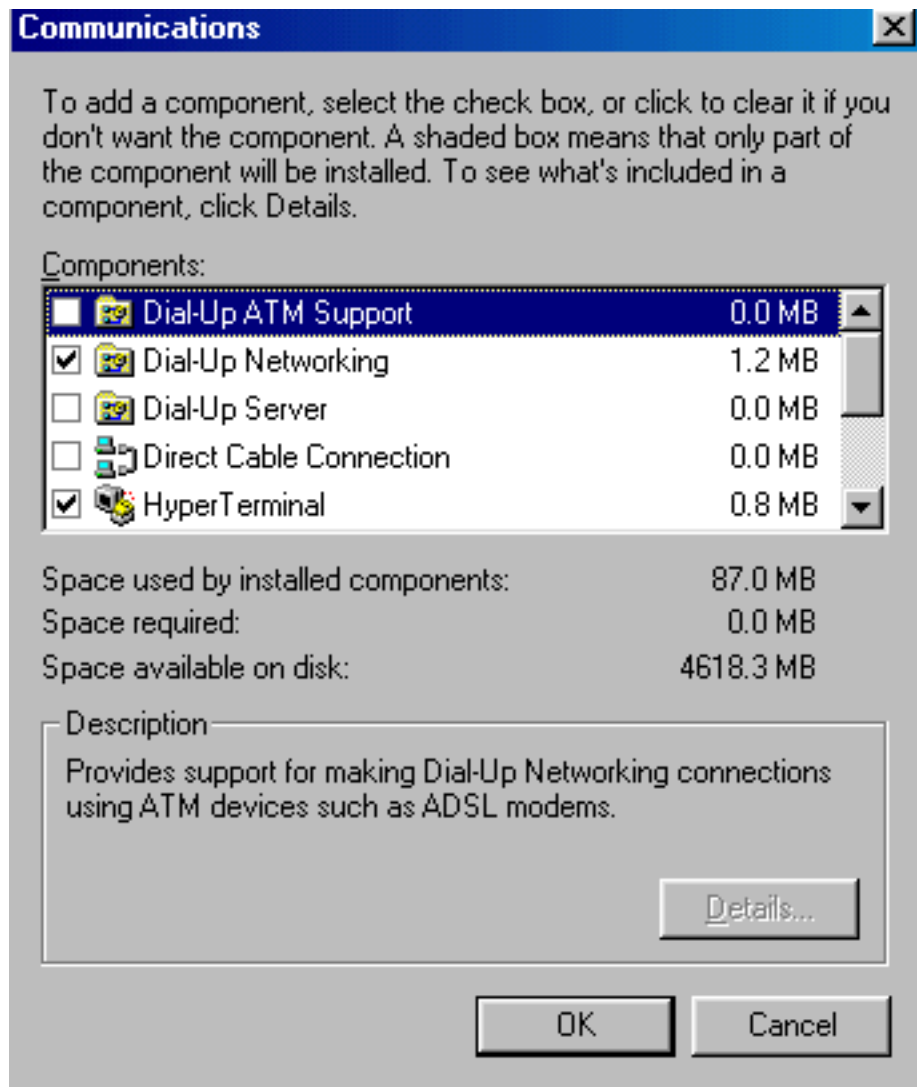 Communications
To add a component, select the check box, or click to clear it if you
don't want the component. A shaded box means that only part of
the component will be installed. To see what's included in a
component, click Details.
Components:
Dial-Up ATM Support 0.0 MB
Dial-Up Networking 1.2 MB
Dial-Up Server 0.0 MB
Direct Cable Connection 0.0 MB
HyperTerminal 0.8 MB
Space used by installed components: 87.0 MB
Space required: 0.0 MB
Space available on disk: 4618.3 MB
Description
Provides support for making Dial-Up Networking connections
using ATM devices such as ADSL modems.
Details...
OK Cancel